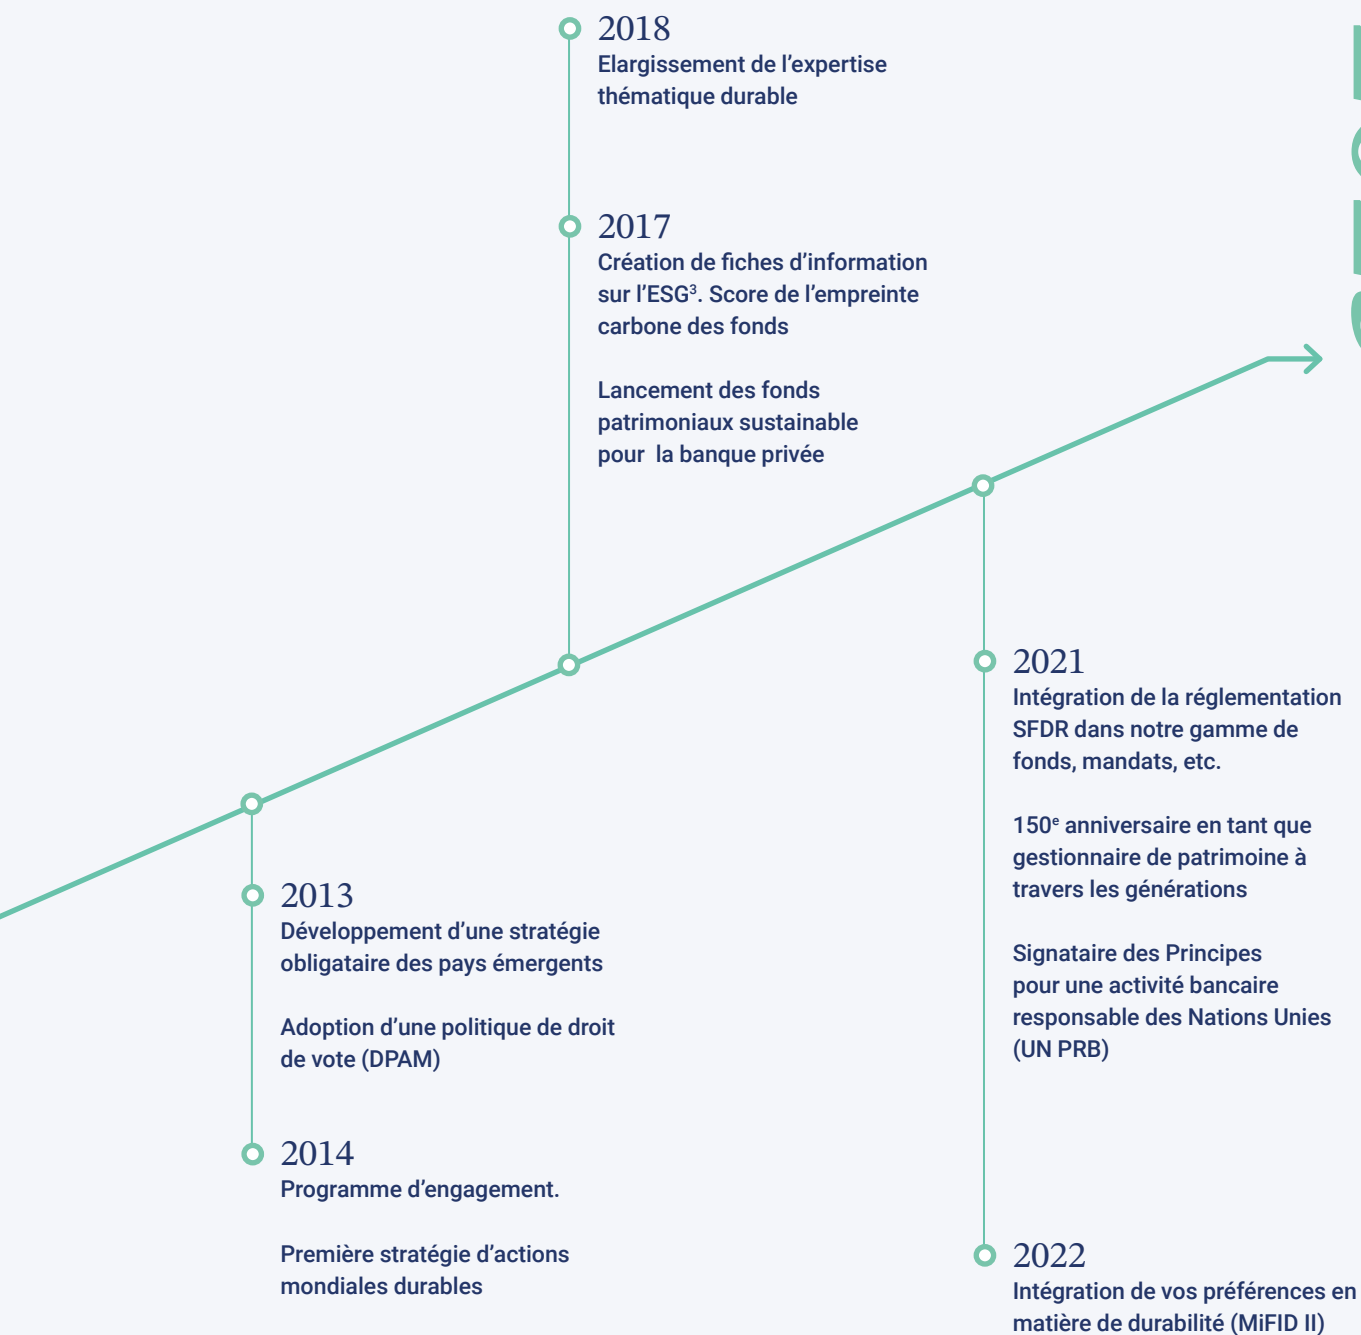 2018
Elargissement de l’expertise
thématique durable
2017
Création de fiches d’information
sur l’ESG³. Score de l’empreinte
carbone des fonds
Lancement des fonds
patrimoniaux sustainable
pour  la banque privée
2013
Développement d’une stratégie
obligataire des pays émergents
Adoption d’une politique de droit
de vote (DPAM)
2014
Programme d’engagement.
Première stratégie d’actions
mondiales durables
2021
Intégration de la réglementation
SFDR dans notre gamme de
fonds, mandats, etc.
150ᵉ anniversaire en tant que
gestionnaire de patrimoine à
travers les générations
Signataire des Principes
pour une activité bancaire
responsable des Nations Unies
(UN PRB)
2022
Intégration de vos préférences en
matière de durabilité (MiFID II)